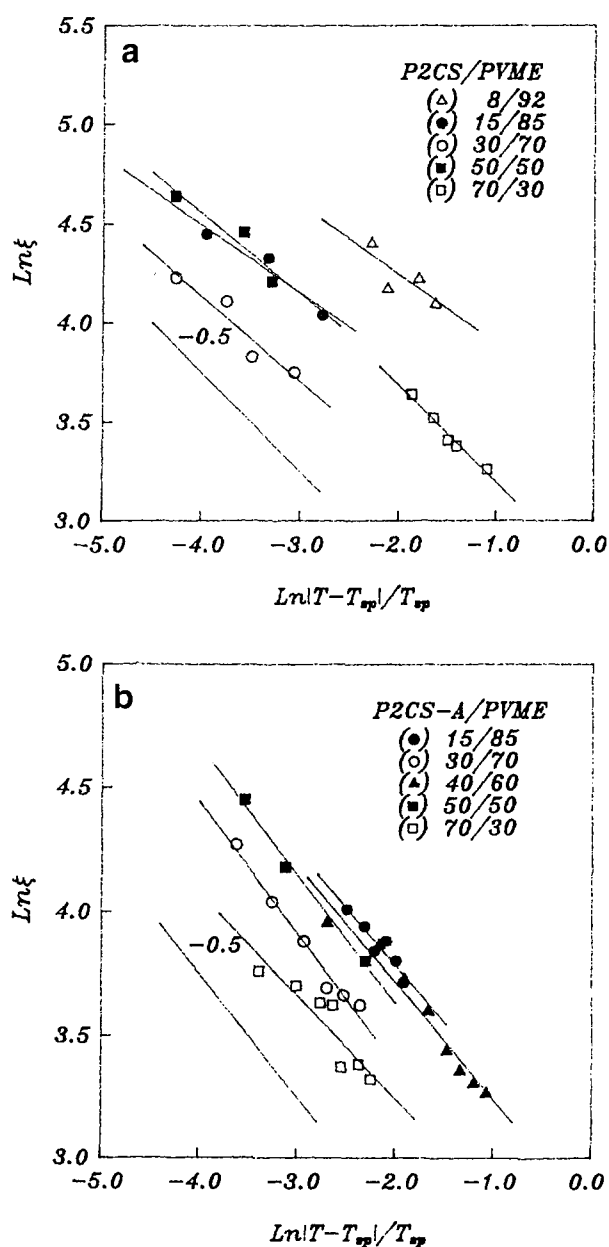 5.5
5.0
4.5
4.0
3.5
3.0
Lnξ
a
P2CS/PVME
(△) 8/92
(●) 15/85
(○) 30/70
(■) 50/50
(□) 70/30
-0.5
-5.0 -4.0 -3.0 -2.0 -1.0 0.0
Ln|T-Tsp|/Tsp
5.0
4.5
4.0
3.5
3.0
Lnξ
b
P2CS-A/PVME
(●) 15/85
(○) 30/70
(▲) 40/60
(■) 50/50
(□) 70/30
-0.5
-5.0 -4.0 -3.0 -2.0 -1.0 0.0
Ln|T-Tsp|/Tsp